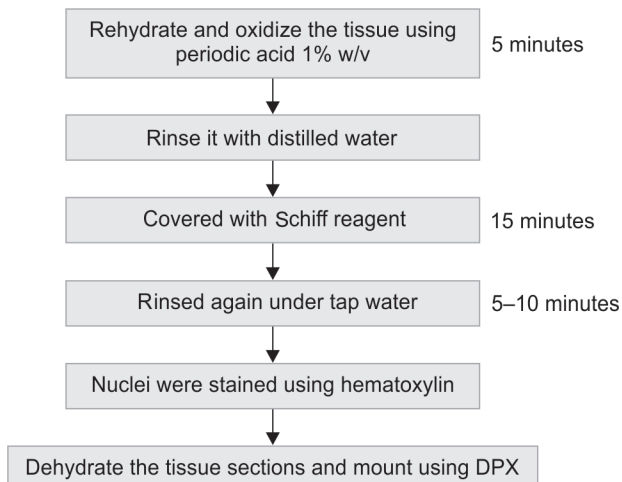 Rehydrate and oxidize the tissue using
periodic acid 1% w/v
5 minutes
Rinse it with distilled water
Covered with Schiff reagent
15 minutes
Rinsed again under tap water
5–10 minutes
Nuclei were stained using hematoxylin
Dehydrate the tissue sections and mount using DPX